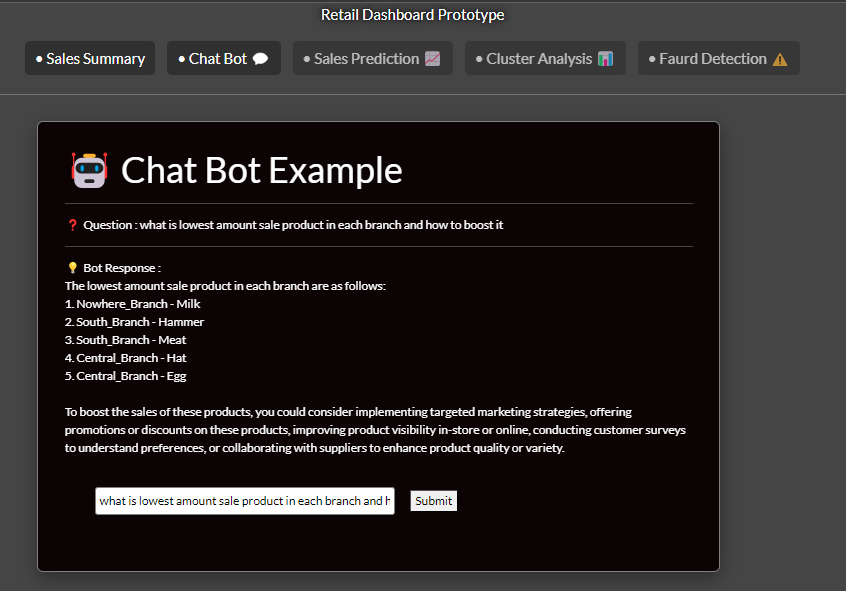 Retail Dashboard Prototype
• Sales Summary
• Chat Bot 💬
• Sales Prediction 📈
• Cluster Analysis 📊
• Faurd Detection ⚠️
🤖 Chat Bot Example
❓ Question : what is lowest amount sale product in each branch and how to boost it
💡 Bot Response :
The lowest amount sale product in each branch are as follows:
1. Nowhere_Branch - Milk
2. South_Branch - Hammer
3. South_Branch - Meat
4. Central_Branch - Hat
5. Central_Branch - Egg
To boost the sales of these products, you could consider implementing targeted marketing strategies, offering
promotions or discounts on these products, improving product visibility in-store or online, conducting customer surveys
to understand preferences, or collaborating with suppliers to enhance product quality or variety.
what is lowest amount sale product in each branch and h
Submit